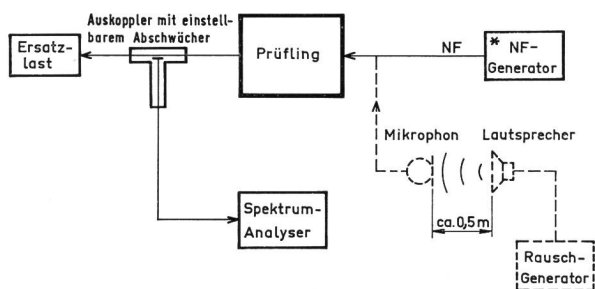 Auskoppler mit einstell-
barem Abschwächer
Ersatz-
last
Prüfling
NF
* NF-
Generator
Mikrophon
Lautsprecher
ca. 0,5 m
Spektrum-
Analyser
Rausch-
Generator